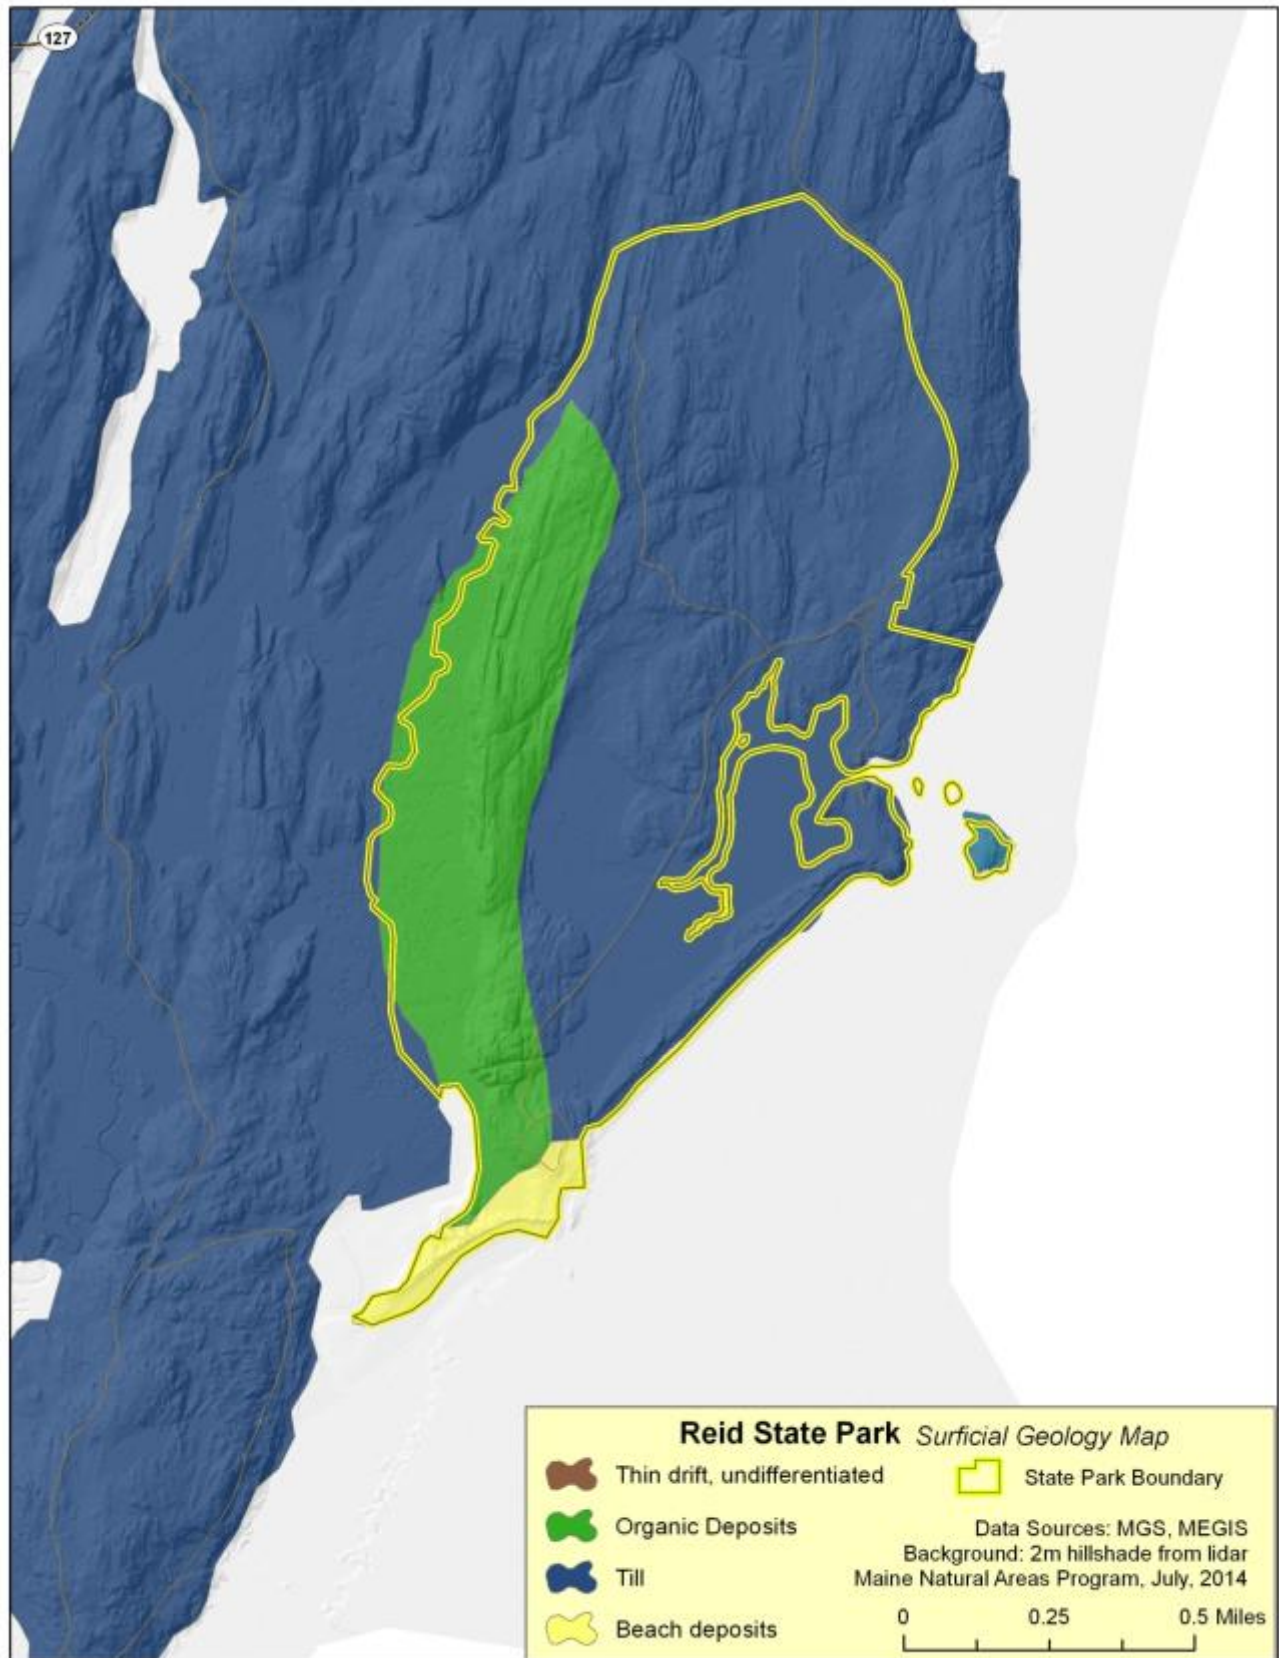 127
Reid State Park Surficial Geology Map
Thin drift, undifferentiated
State Park Boundary
Organic Deposits
Till
Beach deposits
Data Sources: MGS, MEGIS
Background: 2m hillshade from lidar
Maine Natural Areas Program, July, 2014
0 0.25 0.5 Miles